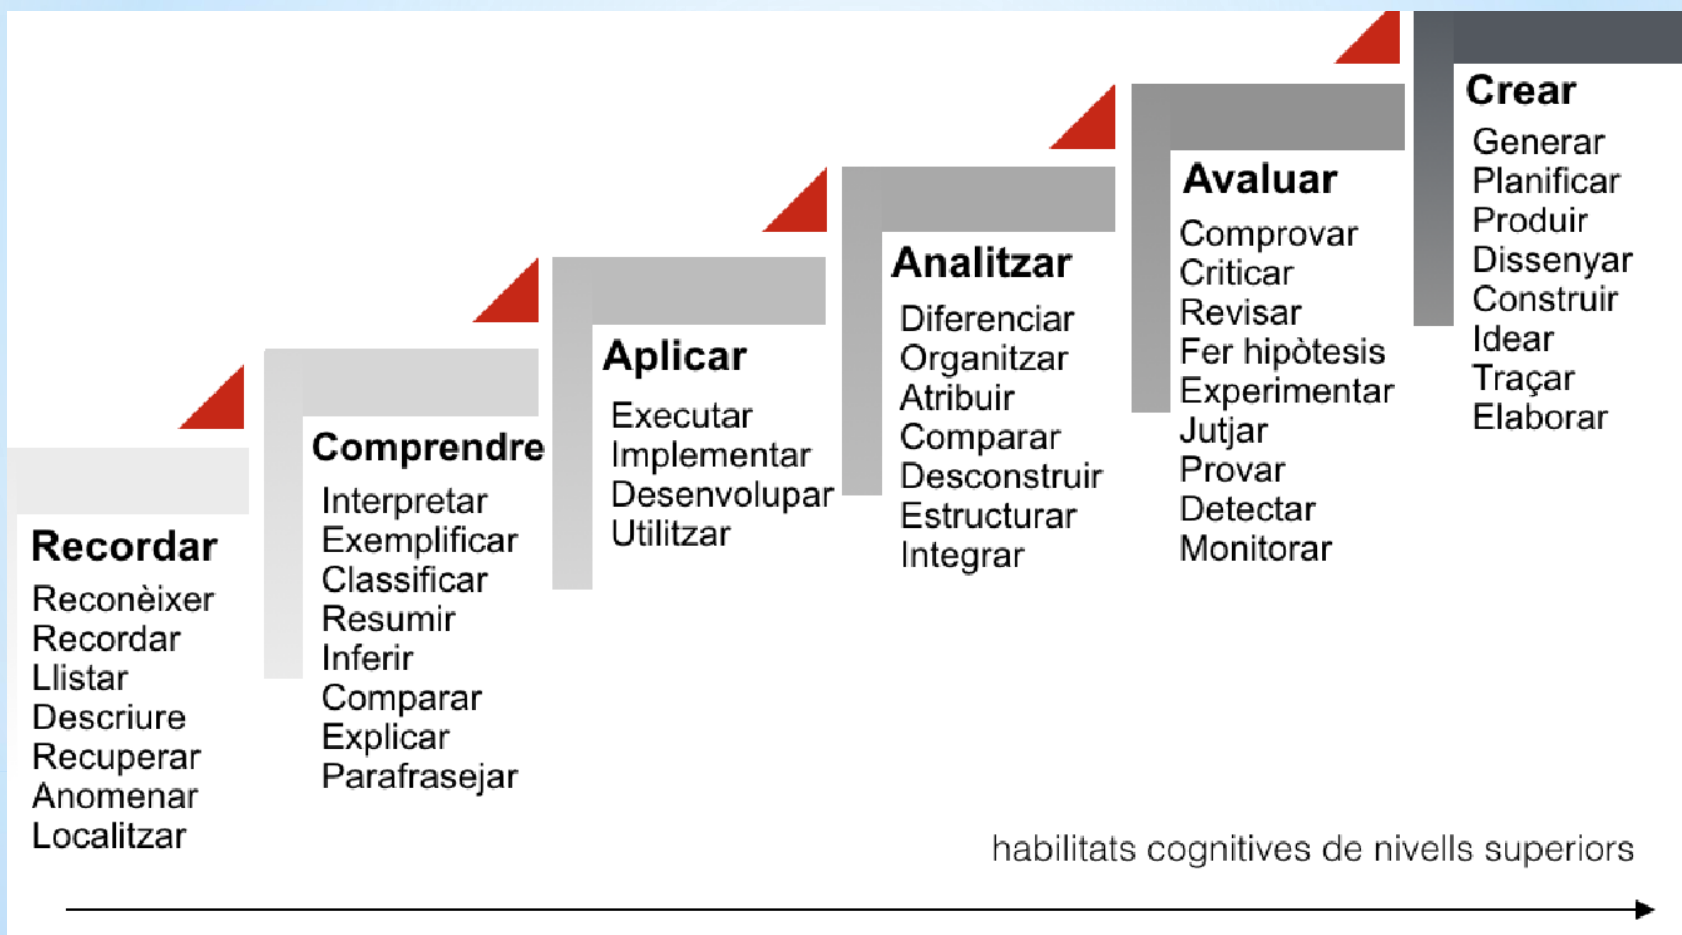 Recordar
Reconèixer
Recordar
Llistar
Descriure
Recuperar
Anomenar
Localitzar
Comprendre
Interpretar
Exemplificar
Classificar
Resumir
Inferir
Comparar
Explicar
Parafrasejar
Aplicar
Executar
Implementar
Desenvolupar
Utilitzar
Analitzar
Diferenciar
Organitzar
Atribuir
Comparar
Desconstruir
Estructurar
Integrar
Avaluar
Comprovar
Criticar
Revisar
Fer hipòtesis
Experimentar
Jutjar
Provar
Detectar
Monitorar
Crear
Generar
Planificar
Produir
Dissenyar
Construir
Idear
Traçar
Elaborar
habilitats cognitives de nivells superiors